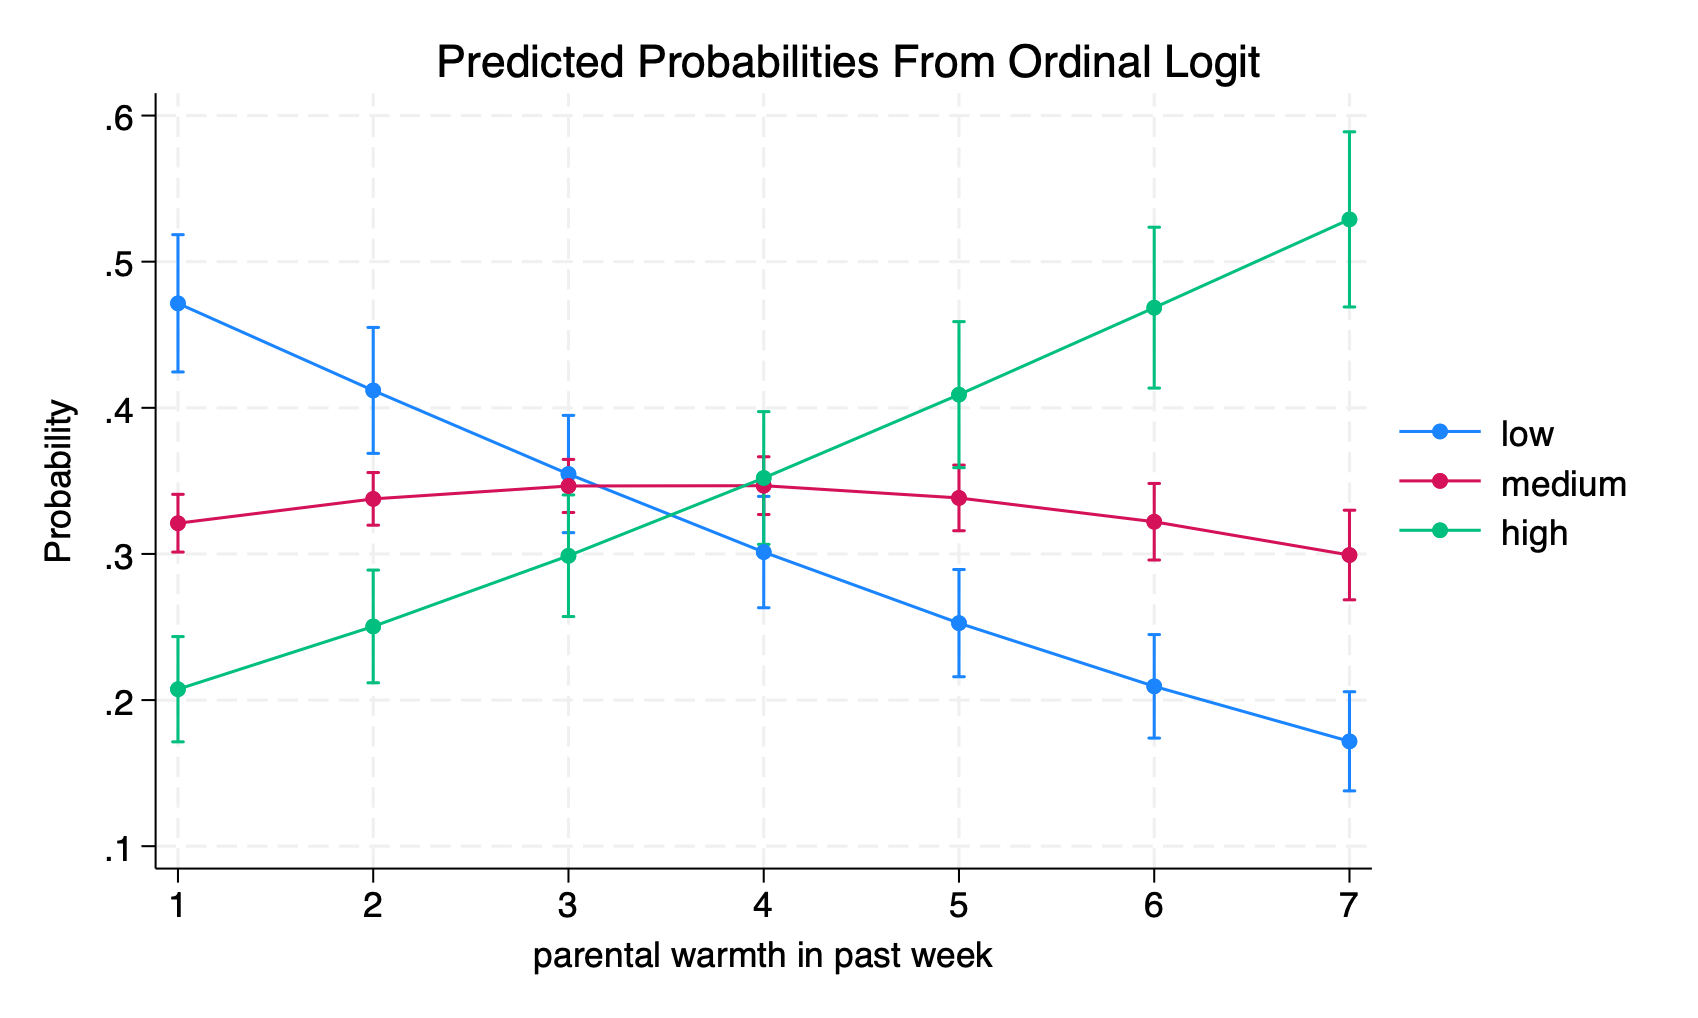 Predicted Probabilities From Ordinal Logit
.6
.5
.4
.3
.2
.1
Probability
1 2 3 4 5 6 7
parental warmth in past week
low
medium
high